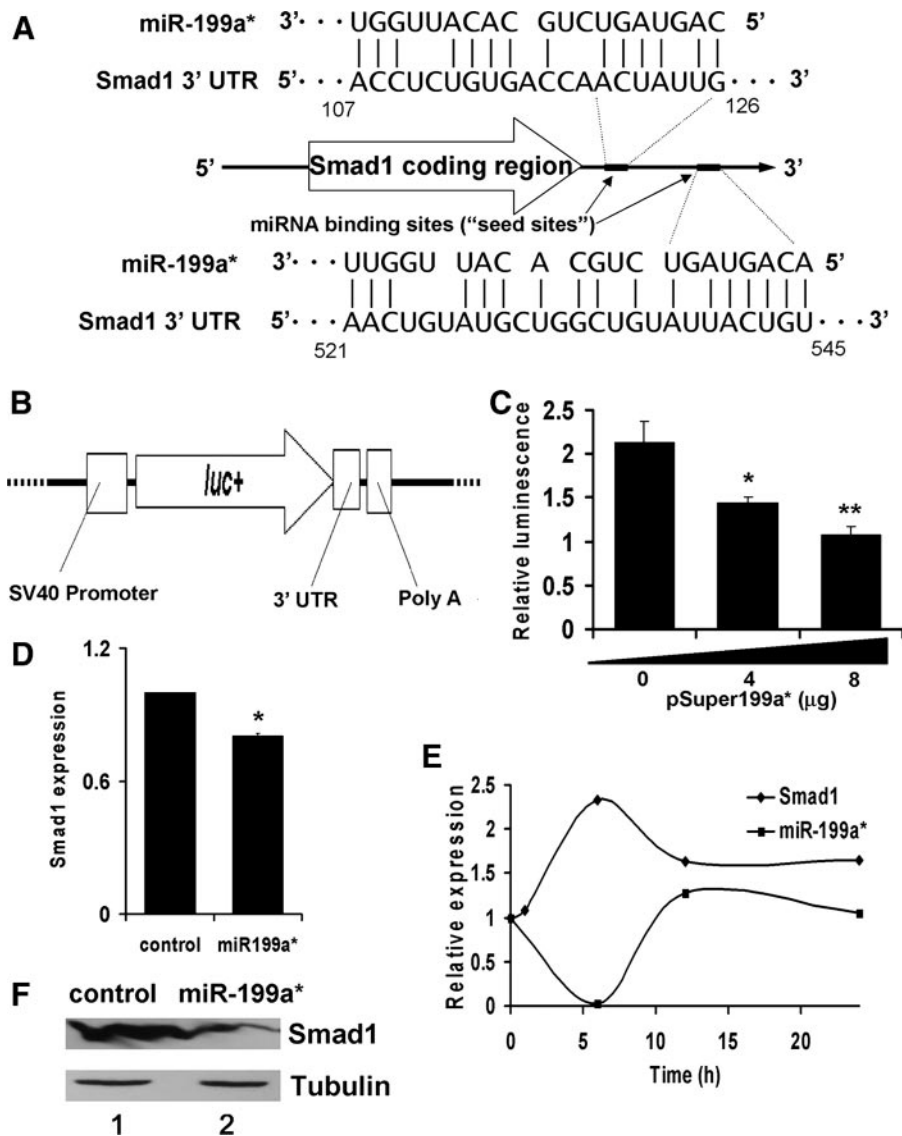 A
miR-199a* 3’ · · · UGGUUACAC GUCUGAUGAC 5’
Smad1 3’ UTR 5’ · · · ACCUCUGUGACCAACUAUUG · · · 3’
107 126
5’ Smad1 coding region 3’
miRNA binding sites (“seed sites”)
miR-199a* 3’ · · · UUGGU UAC A CGUC UGAUGACA 5’
Smad1 3’ UTR 5’ · · · AACUGUAUGCUGGCUGUAUUACUGU · · · 3’
521 545
B
luc+
SV40 Promoter
3’ UTR
Poly A
C
Relative luminescence
2.5
2
1.5
1
0.5
0
*
**
0 4 8
pSuper199a* (μg)
D
Smad1 expression
1.2
0.6
0
*
control miR199a*
E
Relative expression
2.5
2
1.5
1
0.5
0
Smad1
miR-199a*
0 5 10 15 20
Time (h)
F
control miR-199a*
Smad1
Tubulin
1 2